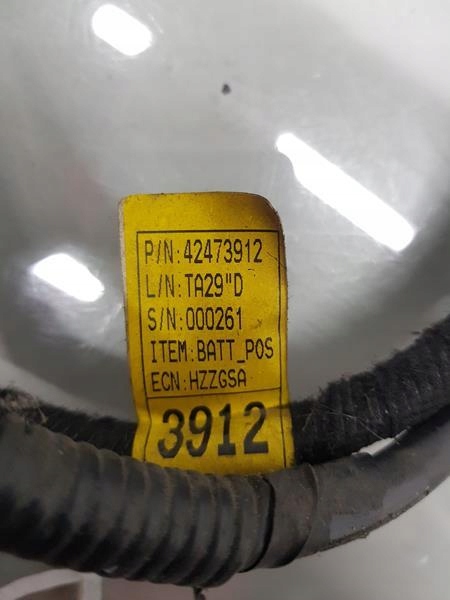 P/N:42473912
L/N:TA29"D
S/N:000261
ITEM:BATT_POS
ECN:HZZGSA
3912